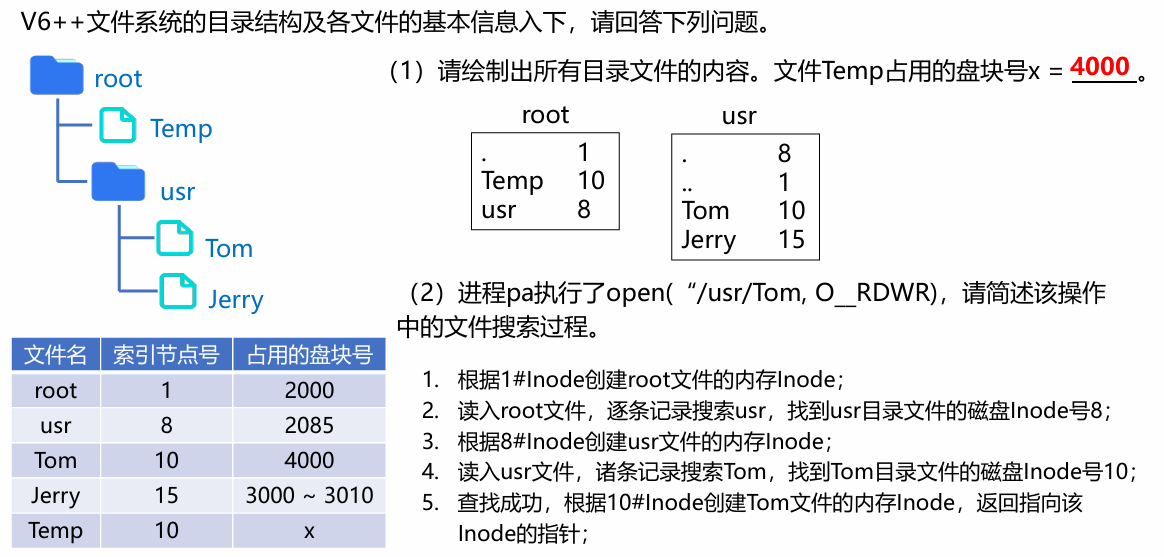 V6++文件系统的目录结构及各文件的基本信息入下，请回答下列问题。
root
Temp
usr
Tom
Jerry
文件名 索引节点号 占用的盘块号
root 1 2000
usr 8 2085
Tom 10 4000
Jerry 15 3000 ~ 3010
Temp 10 x
（1）请绘制出所有目录文件的内容。文件Temp占用的盘块号x = 4000。
root
. 1
Temp 10
usr 8
usr
. 8
.. 1
Tom 10
Jerry 15
（2）进程pa执行了open(“/usr/Tom, O__RDWR)，请简述该操作
中的文件搜索过程。
1. 根据1#Inode创建root文件的内存Inode；
2. 读入root文件，逐条记录搜索usr，找到usr目录文件的磁盘Inode号8；
3. 根据8#Inode创建usr文件的内存Inode；
4. 读入usr文件，诸条记录搜索Tom，找到Tom目录文件的磁盘Inode号10；
5. 查找成功，根据10#Inode创建Tom文件的内存Inode，返回指向该
Inode的指针；